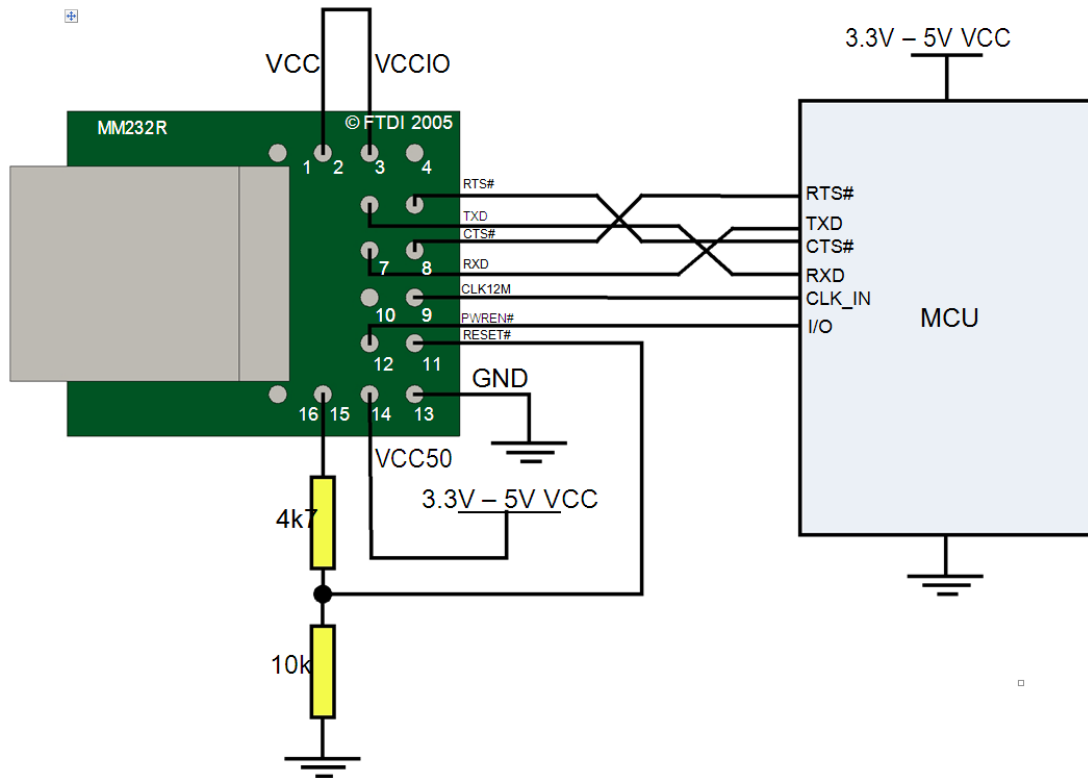 3.3V – 5V VCC
VCC
VCCIO
MM232R
© FTDI 2005
1
2
3
4
RTS#
TXD
CTS#
RXD
7
8
CLK12M
10
9
PWREN#
RESET#
12
11
GND
16
15
14
13
VCC50
3.3V – 5V VCC
4k7
10k
RTS#
TXD
CTS#
RXD
CLK_IN
I/O
MCU